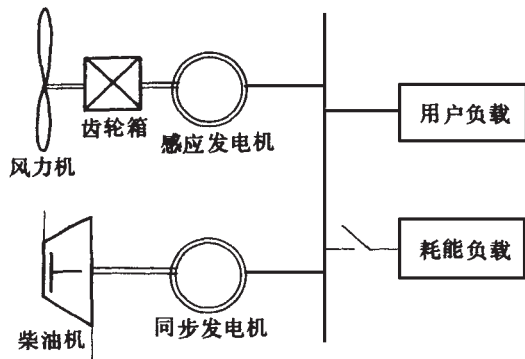 风力机
齿轮箱
感应发电机
用户负载
柴油机
同步发电机
耗能负载